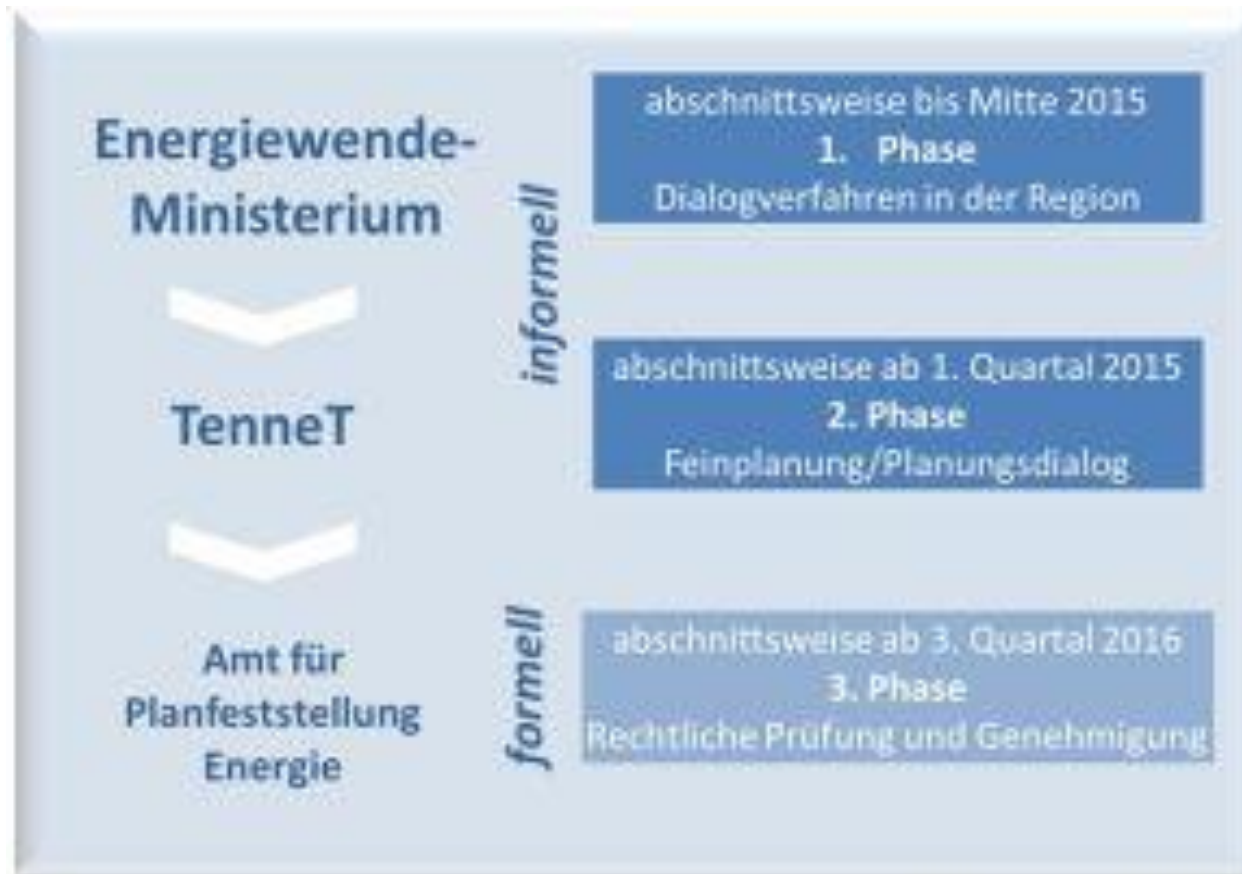 Energiewende-
Ministerium
TenneT
Amt für
Planfeststellung
Energie
informell
formell
abschnittsweise bis Mitte 2015
1. Phase
Dialogverfahren in der Region
abschnittsweise ab 1. Quartal 2015
2. Phase
Feinplanung/Planungsdialog
abschnittsweise ab 3. Quartal 2016
3. Phase
Rechtliche Prüfung und Genehmigung